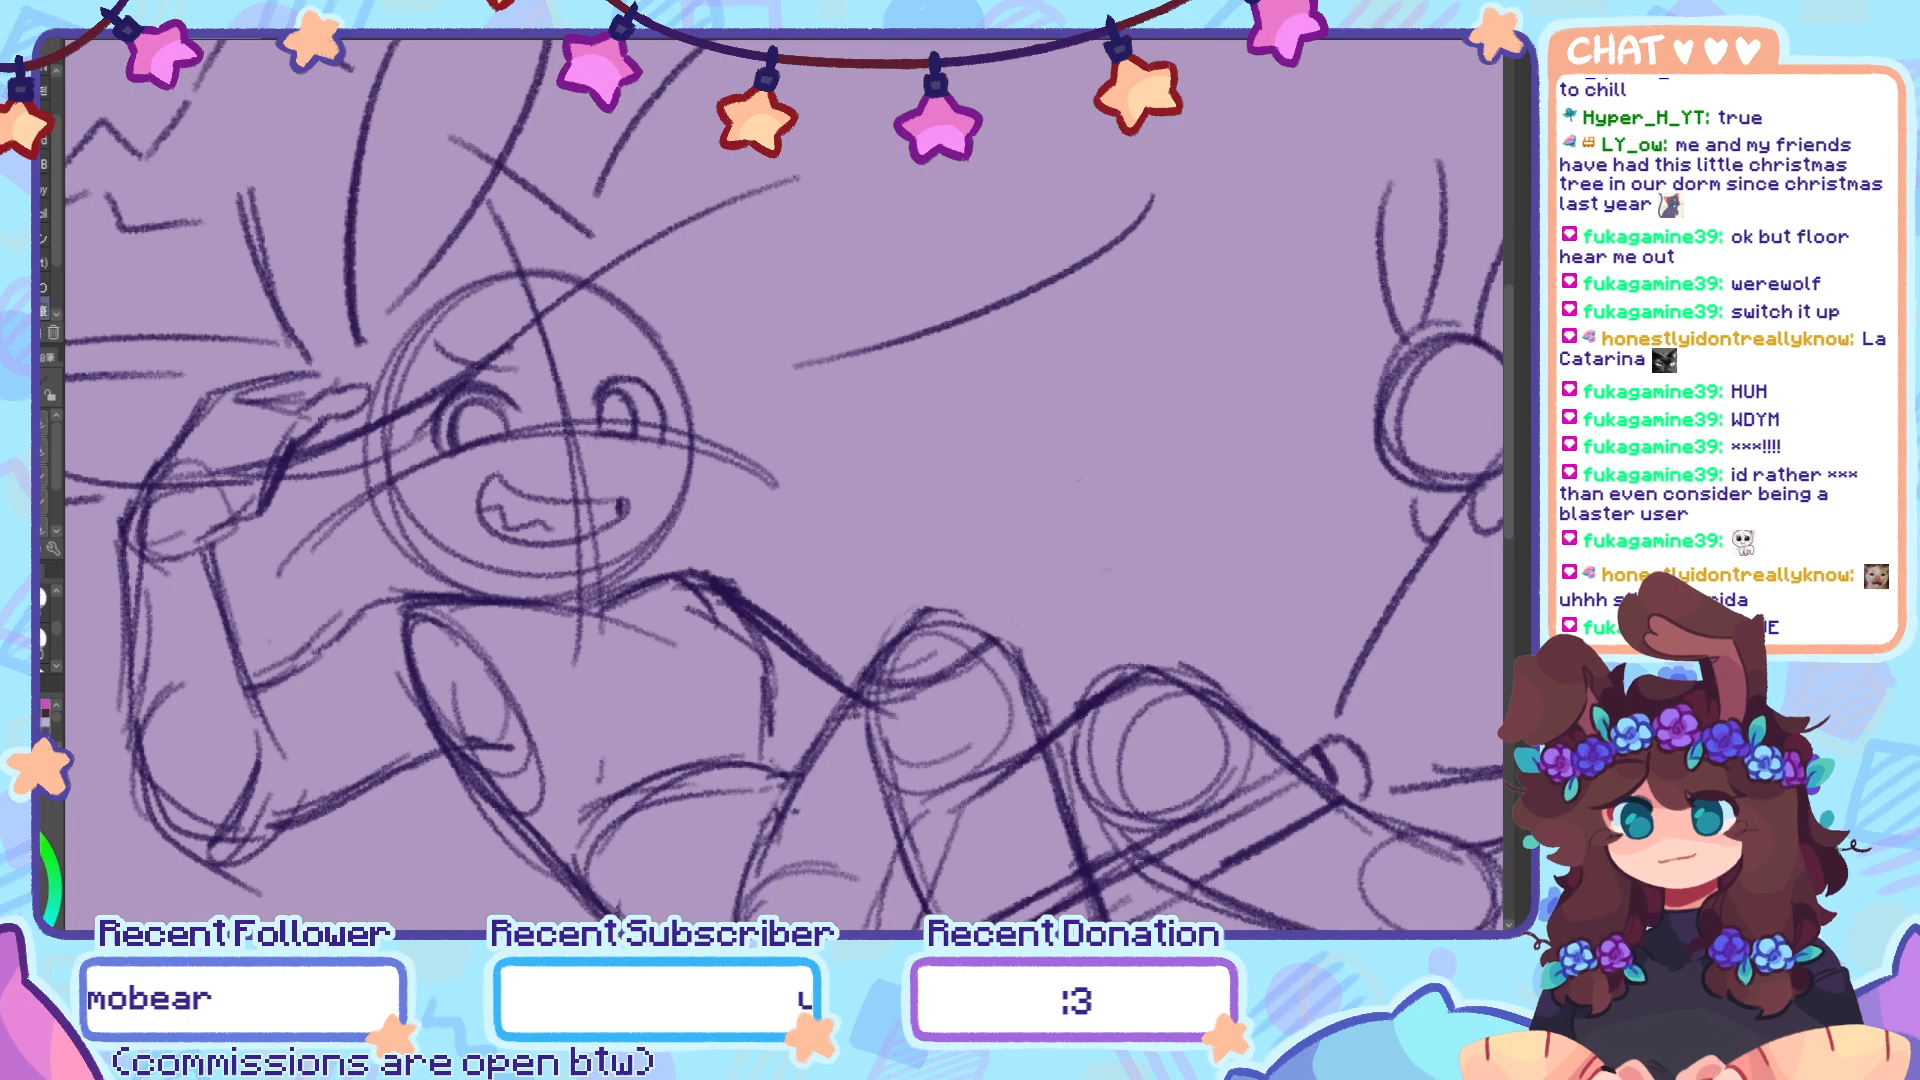 CHAT
to chill
Hyper_H_YT: true
LY_ow: me and my friends
have had this little christmas
tree in our dorm since christmas
last year
fukagamine39: ok but floor
hear me out
fukagamine39: werewolf
fukagamine39: switch it up
honestlyidontreallyknow: La
Catarina
fukagamine39: HUH
fukagamine39: WDYM
fukagamine39: ×××!!!!
fukagamine39: id rather ×××
than even consider being a
blaster user
fukagamine39:
honestlyidontreallyknow:
uhhh
Recent Follower
Recent Subscriber
Recent Donation
mobear
:3
(commissions are open btw)